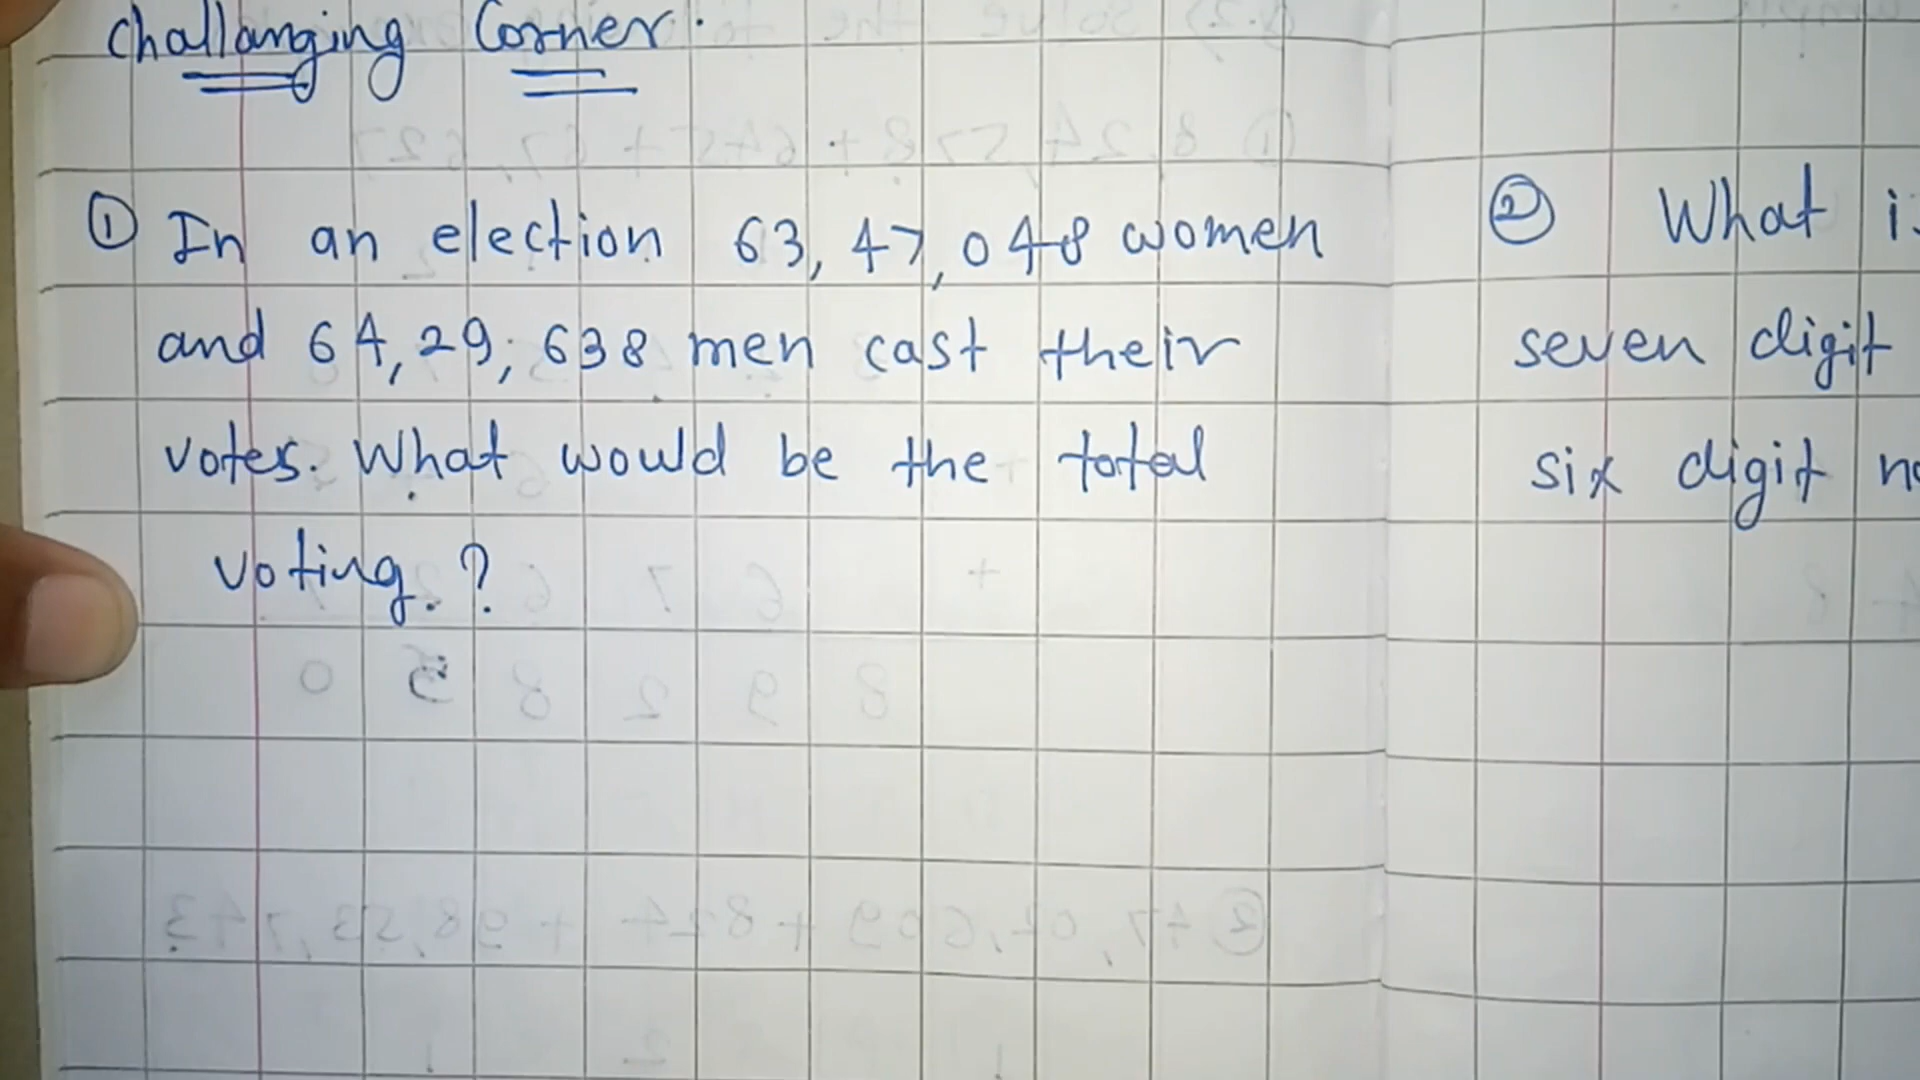 Challanging Corner.
① In an election 63,47,048 women
and 64,29,638 men cast their
votes. What would be the total
voting.?
② What
seven digit
six digit